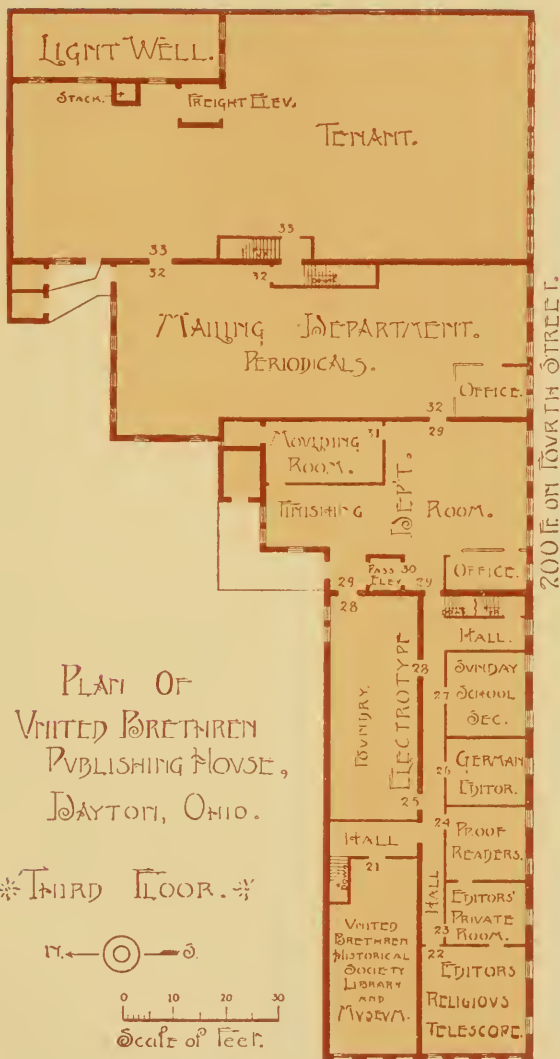 LIGHT WELL.
STACK.
FREIGHT ELEV.
TENANT.
33
33
32
32
DOWN
MAILING DEPARTMENT.
PERIODICALS.
OFFICE.
32
29
MOULDING
ROOM.
31
FINISHING
ROOM.
DEP'T.
PASS.
ELEV.
30
OFFICE.
29
29
28
HALL.
FOUNDRY.
ELECTROTYPE
28
SUNDAY
SCHOOL
SEC.
27
GERMAN
EDITOR.
26
25
24
PROOF
READERS.
HALL
21
HALL
EDITORS'
PRIVATE
ROOM.
23
22
DOWN
UNITED
BRETHREN
HISTORICAL
SOCIETY
LIBRARY
AND
MUSEUM.
EDITORS
RELIGIOUS
TELESCOPE.
200 FT. ON FOURTH STREET.
PLAN OF
UNITED BRETHREN
PUBLISHING HOUSE,
DAYTON, OHIO.
THIRD FLOOR.
N. S.
0 10 20 30
Scale of Feet.